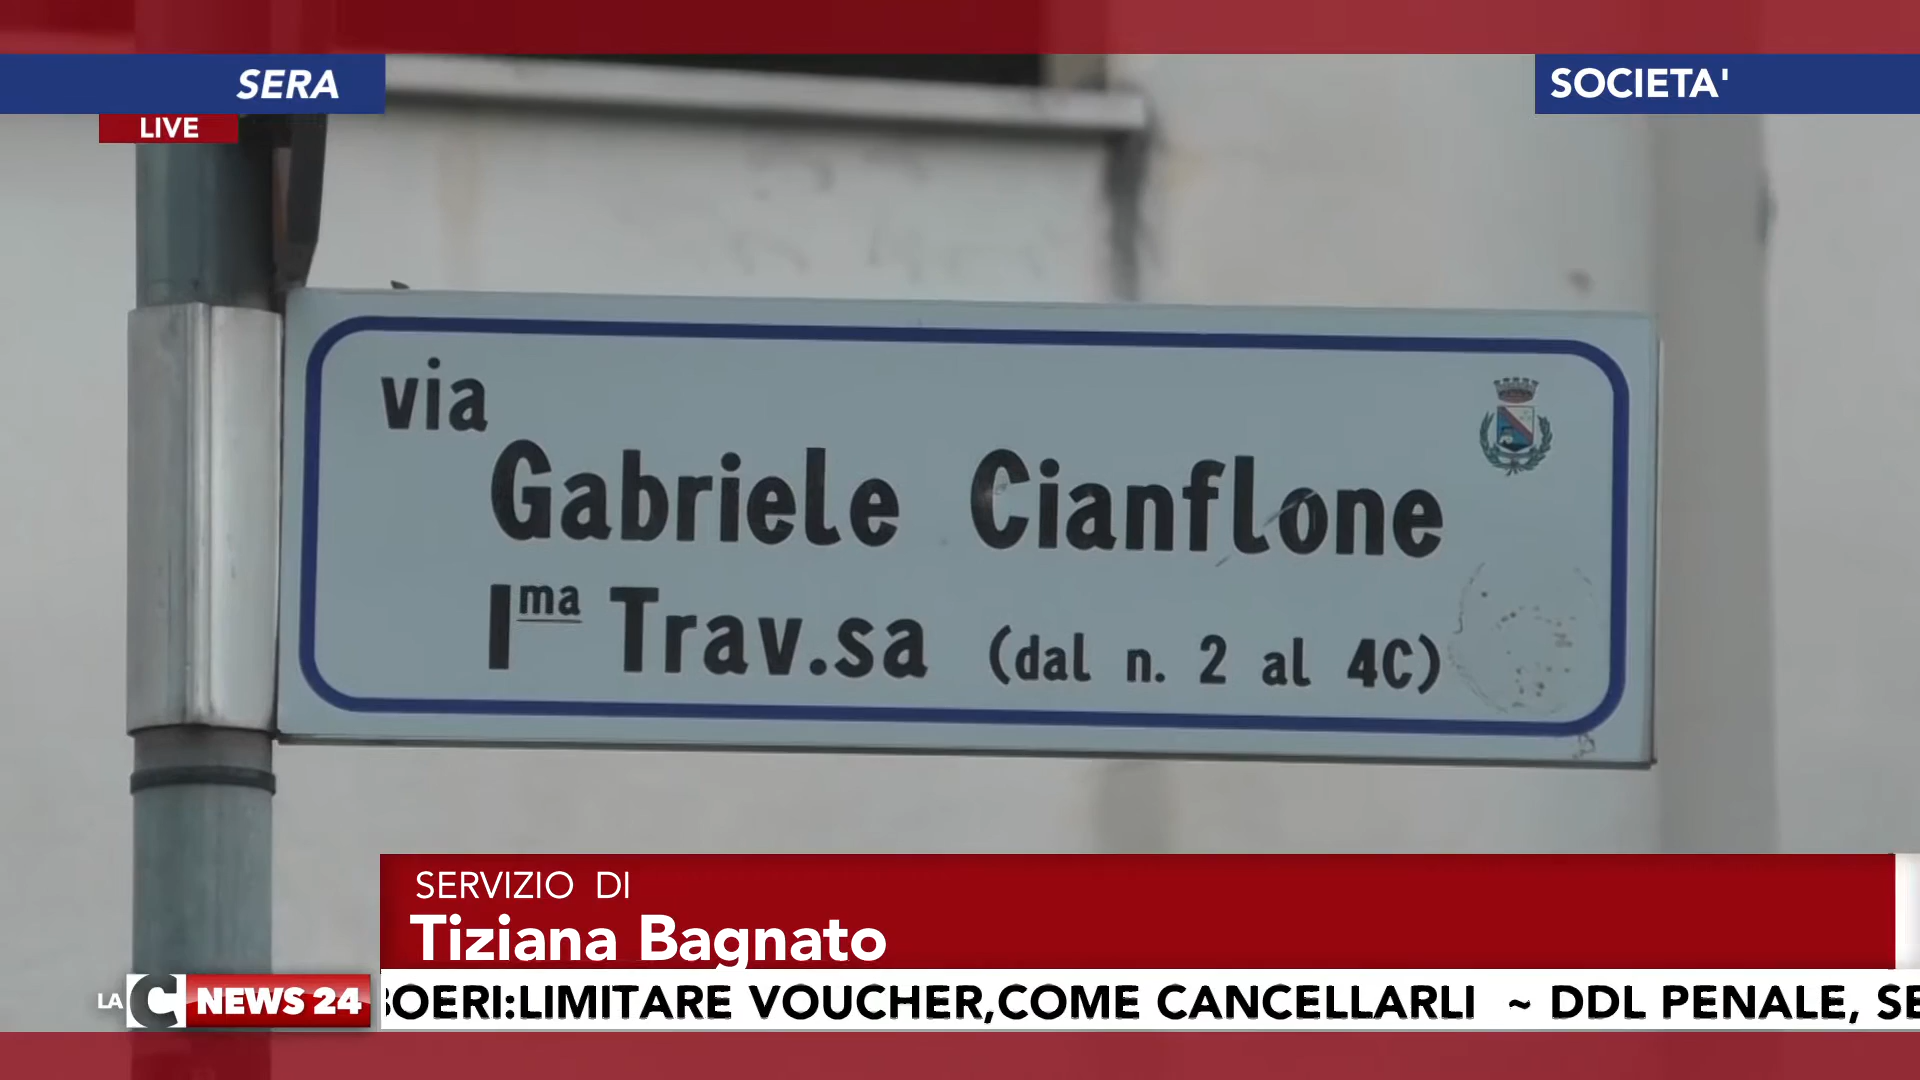 SERA
SOCIETA'
LIVE
via
Gabriele Cianflone
Ima Trav.sa (dal n. 2 al 4C)
SERVIZIO DI
Tiziana Bagnato
LA C NEWS 24
BOERI:LIMITARE VOUCHER,COME CANCELLARLI ~ DDL PENALE,